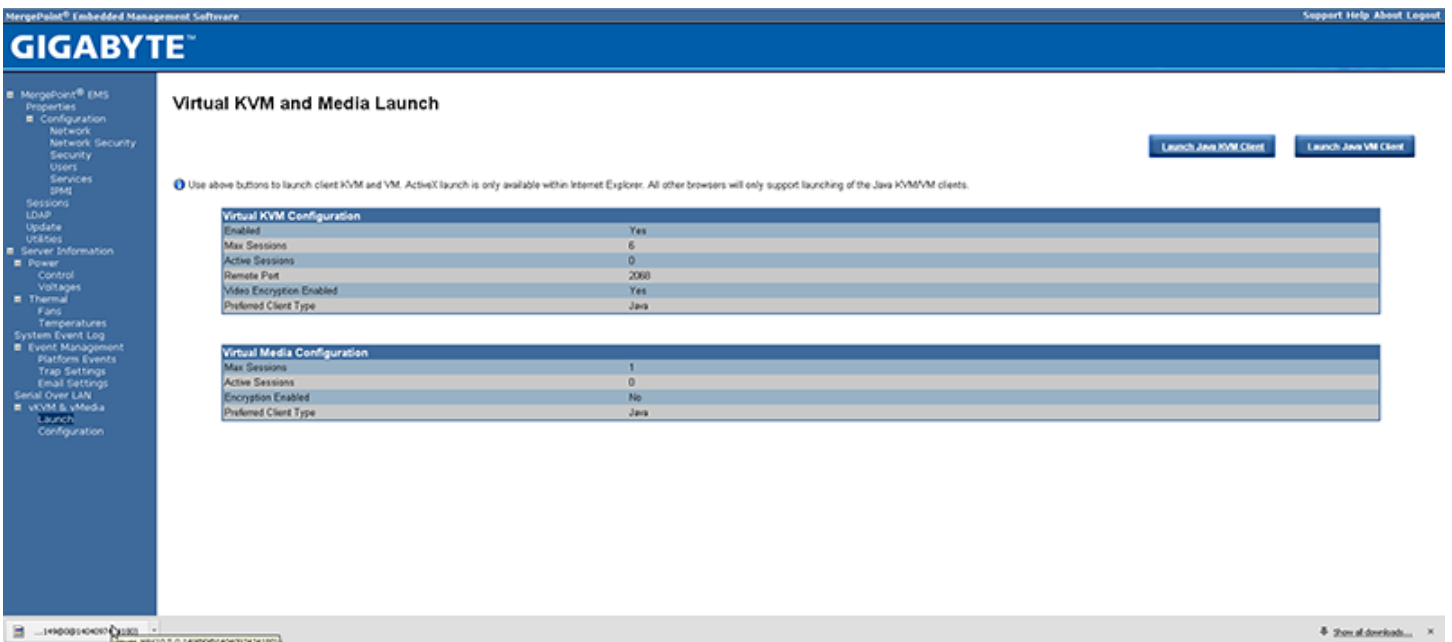 MergePoint® Embedded Management Software
Support Help About Logout
GIGABYTE™
MergePoint® EMS
Properties
Configuration
Network
Network Security
Security
Users
Services
IPMI
Sessions
LDAP
Update
Utilities
Server Information
Power
Control
Voltages
Thermal
Fans
Temperatures
System Event Log
Event Management
Platform Events
Trap Settings
Email Settings
Serial Over LAN
vKVM & vMedia
Launch
Configuration
Virtual KVM and Media Launch
Launch Java KVM Client Launch Java VM Client
Use above buttons to launch client KVM and VM. ActiveX launch is only available within Internet Explorer. All other browsers will only support launching of the Java KVM/VM clients.
Virtual KVM Configuration
Enabled Yes
Max Sessions 6
Active Sessions 0
Remote Port 2068
Video Encryption Enabled Yes
Preferred Client Type Java
Virtual Media Configuration
Max Sessions 1
Active Sessions 0
Encryption Enabled No
Preferred Client Type Java
Show all downloads...